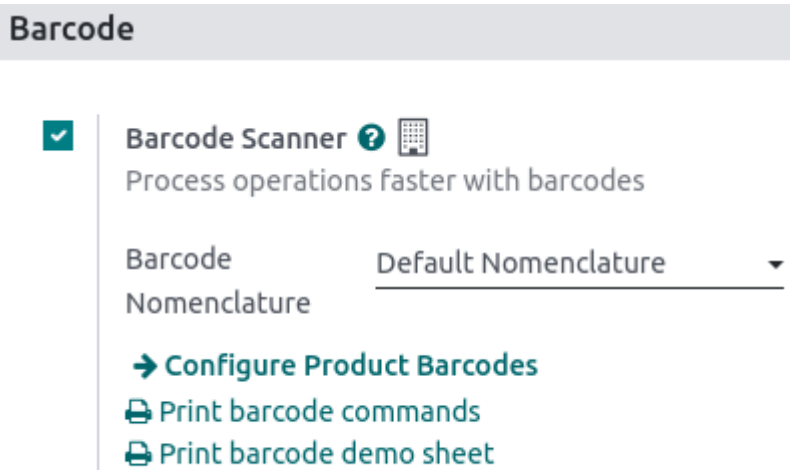 Barcode
Barcode Scanner
Process operations faster with barcodes
Barcode Nomenclature
Default Nomenclature
Configure Product Barcodes
Print barcode commands
Print barcode demo sheet